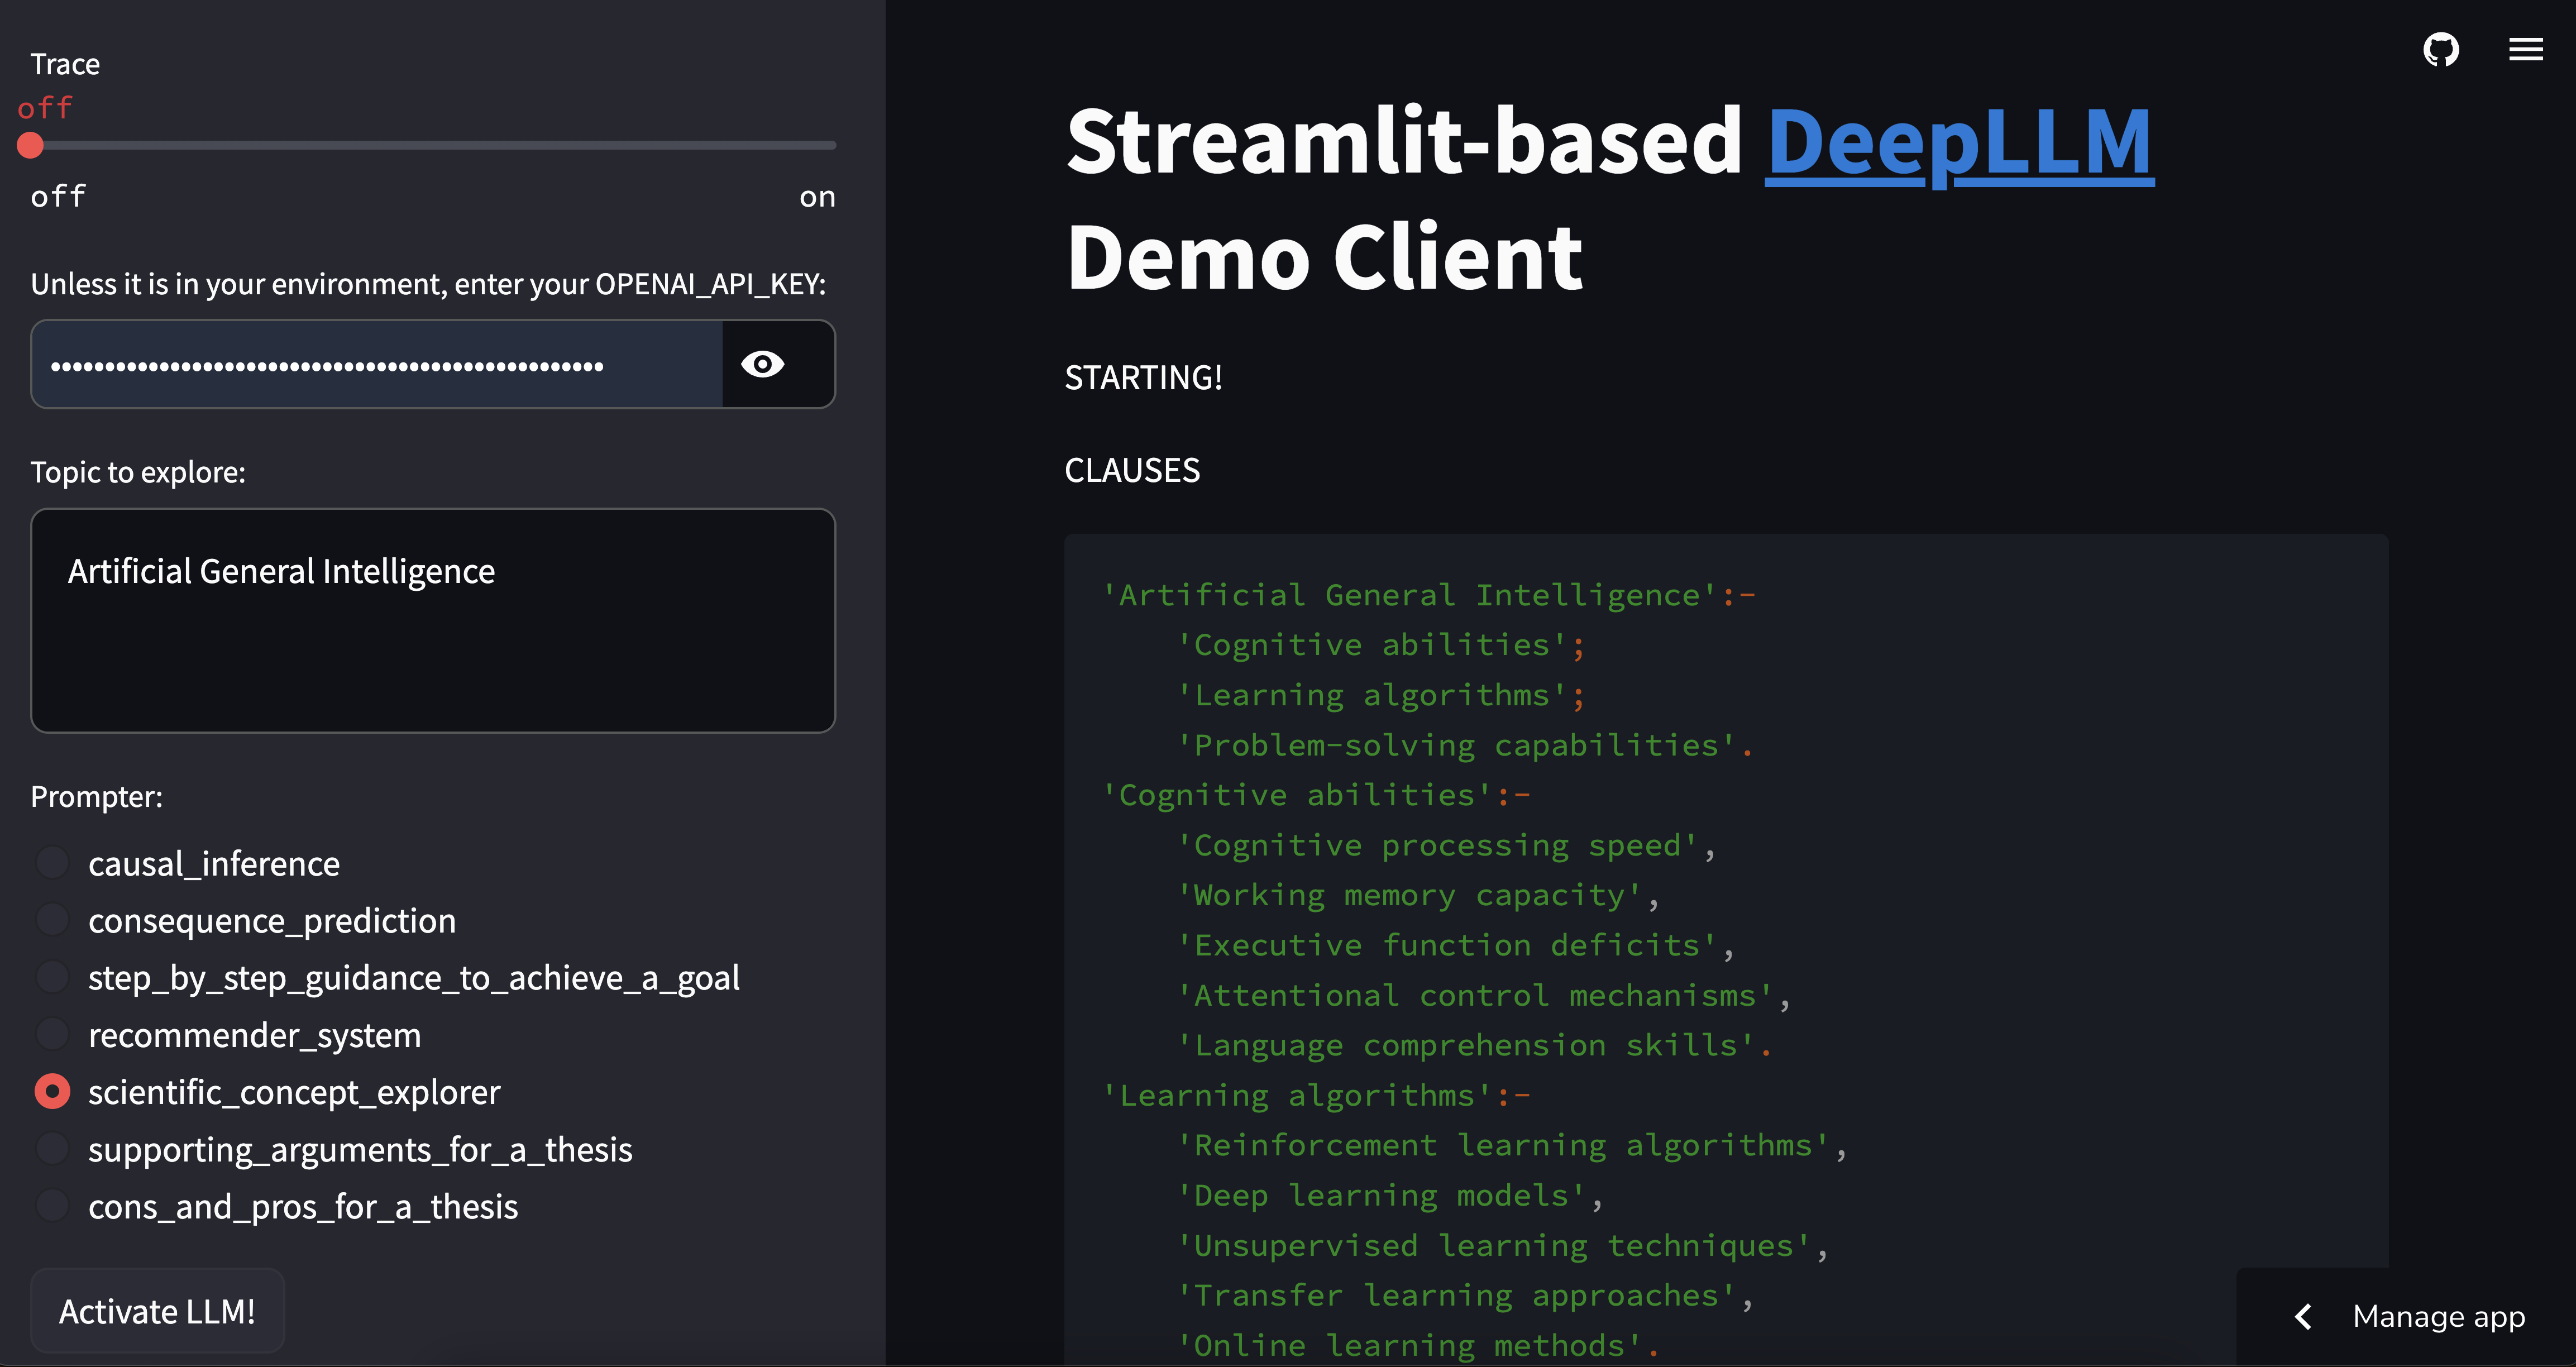 Trace
off
off on
Unless it is in your environment, enter your OPENAI_API_KEY:
••••••••••••••••••••••••••••••••••••••••••••••••••••
Topic to explore:
Artificial General Intelligence
Prompter:
causal_inference
consequence_prediction
step_by_step_guidance_to_achieve_a_goal
recommender_system
scientific_concept_explorer
supporting_arguments_for_a_thesis
cons_and_pros_for_a_thesis
Activate LLM!
Streamlit-based DeepLLM
Demo Client
STARTING!
CLAUSES
'Artificial General Intelligence':-
    'Cognitive abilities';
    'Learning algorithms';
    'Problem-solving capabilities'.
'Cognitive abilities':-
    'Cognitive processing speed',
    'Working memory capacity',
    'Executive function deficits',
    'Attentional control mechanisms',
    'Language comprehension skills'.
'Learning algorithms':-
    'Reinforcement learning algorithms',
    'Deep learning models',
    'Unsupervised learning techniques',
    'Transfer learning approaches',
    'Online learning methods'.
Manage app